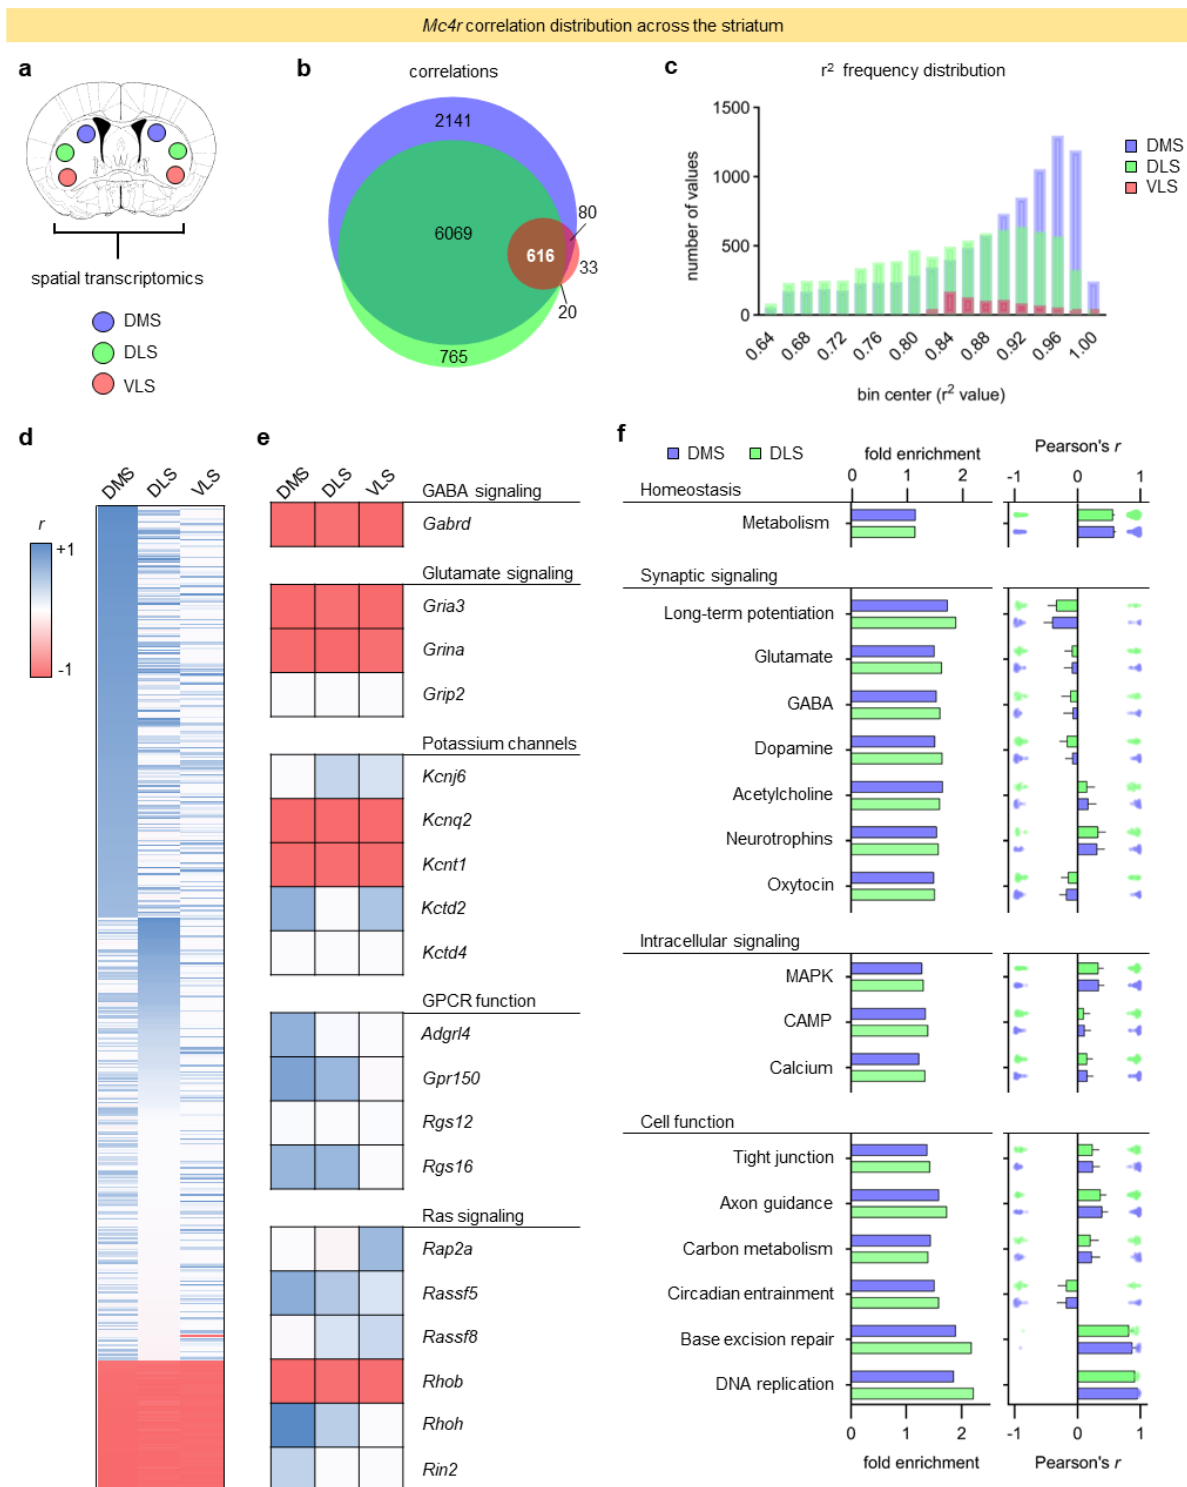 Mc4r correlation distribution across the striatum
a
spatial transcriptomics
DMS
DLS
VLS
b
correlations
2141
6069
616
80
33
20
765
c
r² frequency distribution
number of values
1500
1000
500
0
0.64
0.68
0.72
0.76
0.80
0.84
0.88
0.92
0.96
1.00
bin center (r² value)
DMS
DLS
VLS
d
DMS
DLS
VLS
r
+1
-1
e
DMS
DLS
VLS
GABA signaling
Gabrd
Glutamate signaling
Gria3
Grina
Grip2
Potassium channels
Kcnj6
Kcnq2
Kcnt1
Kctd2
Kctd4
GPCR function
Adgrl4
Gpr150
Rgs12
Rgs16
Ras signaling
Rap2a
Rassf5
Rassf8
Rhob
Rhoh
Rin2
f
DMS
DLS
fold enrichment
0 1 2
Pearson's r
-1 0 1
Homeostasis
Metabolism
Synaptic signaling
Long-term potentiation
Glutamate
GABA
Dopamine
Acetylcholine
Neurotrophins
Oxytocin
Intracellular signaling
MAPK
CAMP
Calcium
Cell function
Tight junction
Axon guidance
Carbon metabolism
Circadian entrainment
Base excision repair
DNA replication
0 1 2
fold enrichment
-1 0 1
Pearson's r